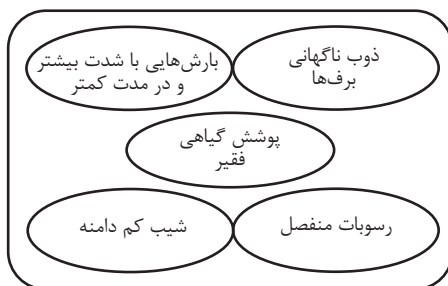 ذوب ناگهانی
برف‌ها
بارش‌هایی با شدت بیشتر
و در مدت کمتر
پوشش گیاهی
فقیر
رسوبات منفصل
شیب کم دامنه